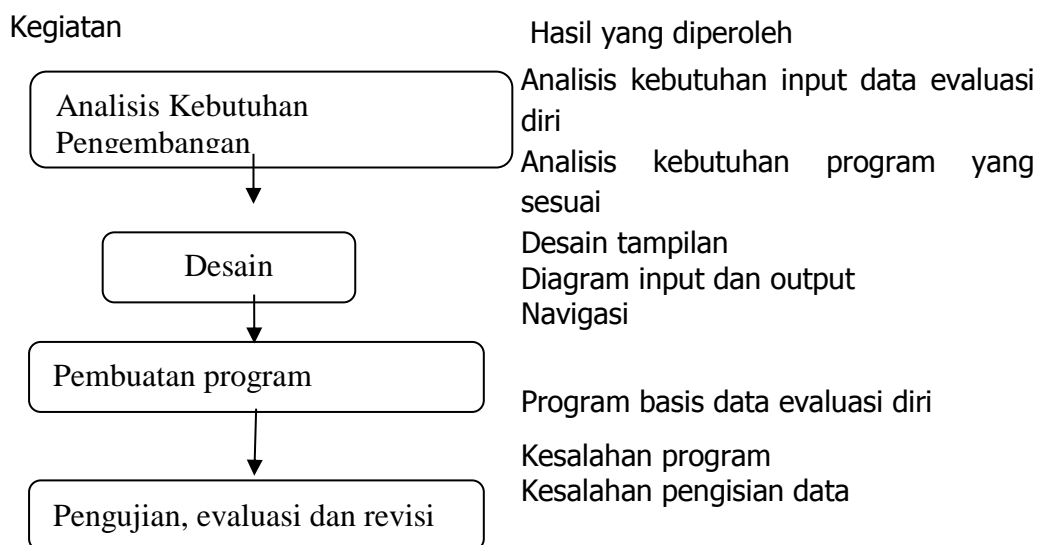 Kegiatan
Hasil yang diperoleh
Analisis Kebutuhan
Pengembangan
Analisis kebutuhan input data evaluasi
diri
Analisis kebutuhan program yang
sesuai
Desain
Desain tampilan
Diagram input dan output
Navigasi
Pembuatan program
Program basis data evaluasi diri
Pengujian, evaluasi dan revisi
Kesalahan program
Kesalahan pengisian data